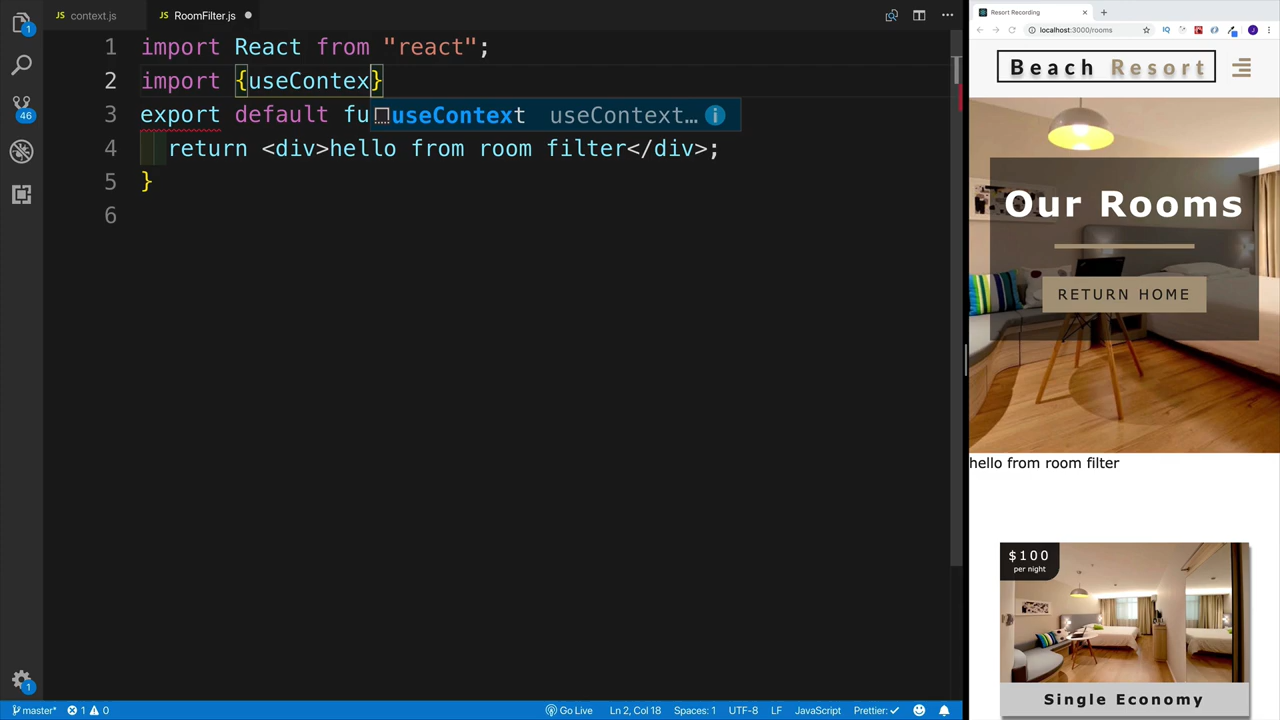 context.js
RoomFilter.js
1 import React from "react";
2 import {useContex}
3 export default fu
useContext useContext…
4 return <div>hello from room filter</div>;
5 }
6
1
46
1
master*
1
0
Go Live
Ln 2, Col 18
Spaces: 1
UTF-8
LF
JavaScript
Prettier: ✓
Resort Recording
localhost:3000/rooms
IQ
J
Beach Resort
Our Rooms
RETURN HOME
hello from room filter
$100
per night
Single Economy